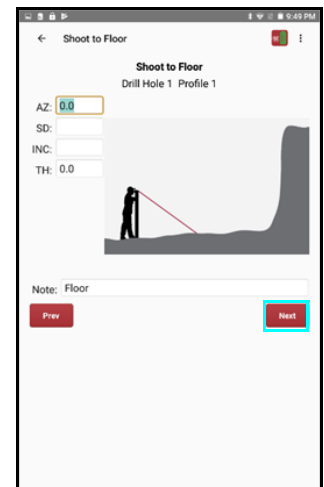 9:49 PM
Shoot to Floor
Shoot to Floor
Drill Hole 1 Profile 1
AZ: 0.0
SD:
INC:
TH: 0.0
Note: Floor
Prev Next